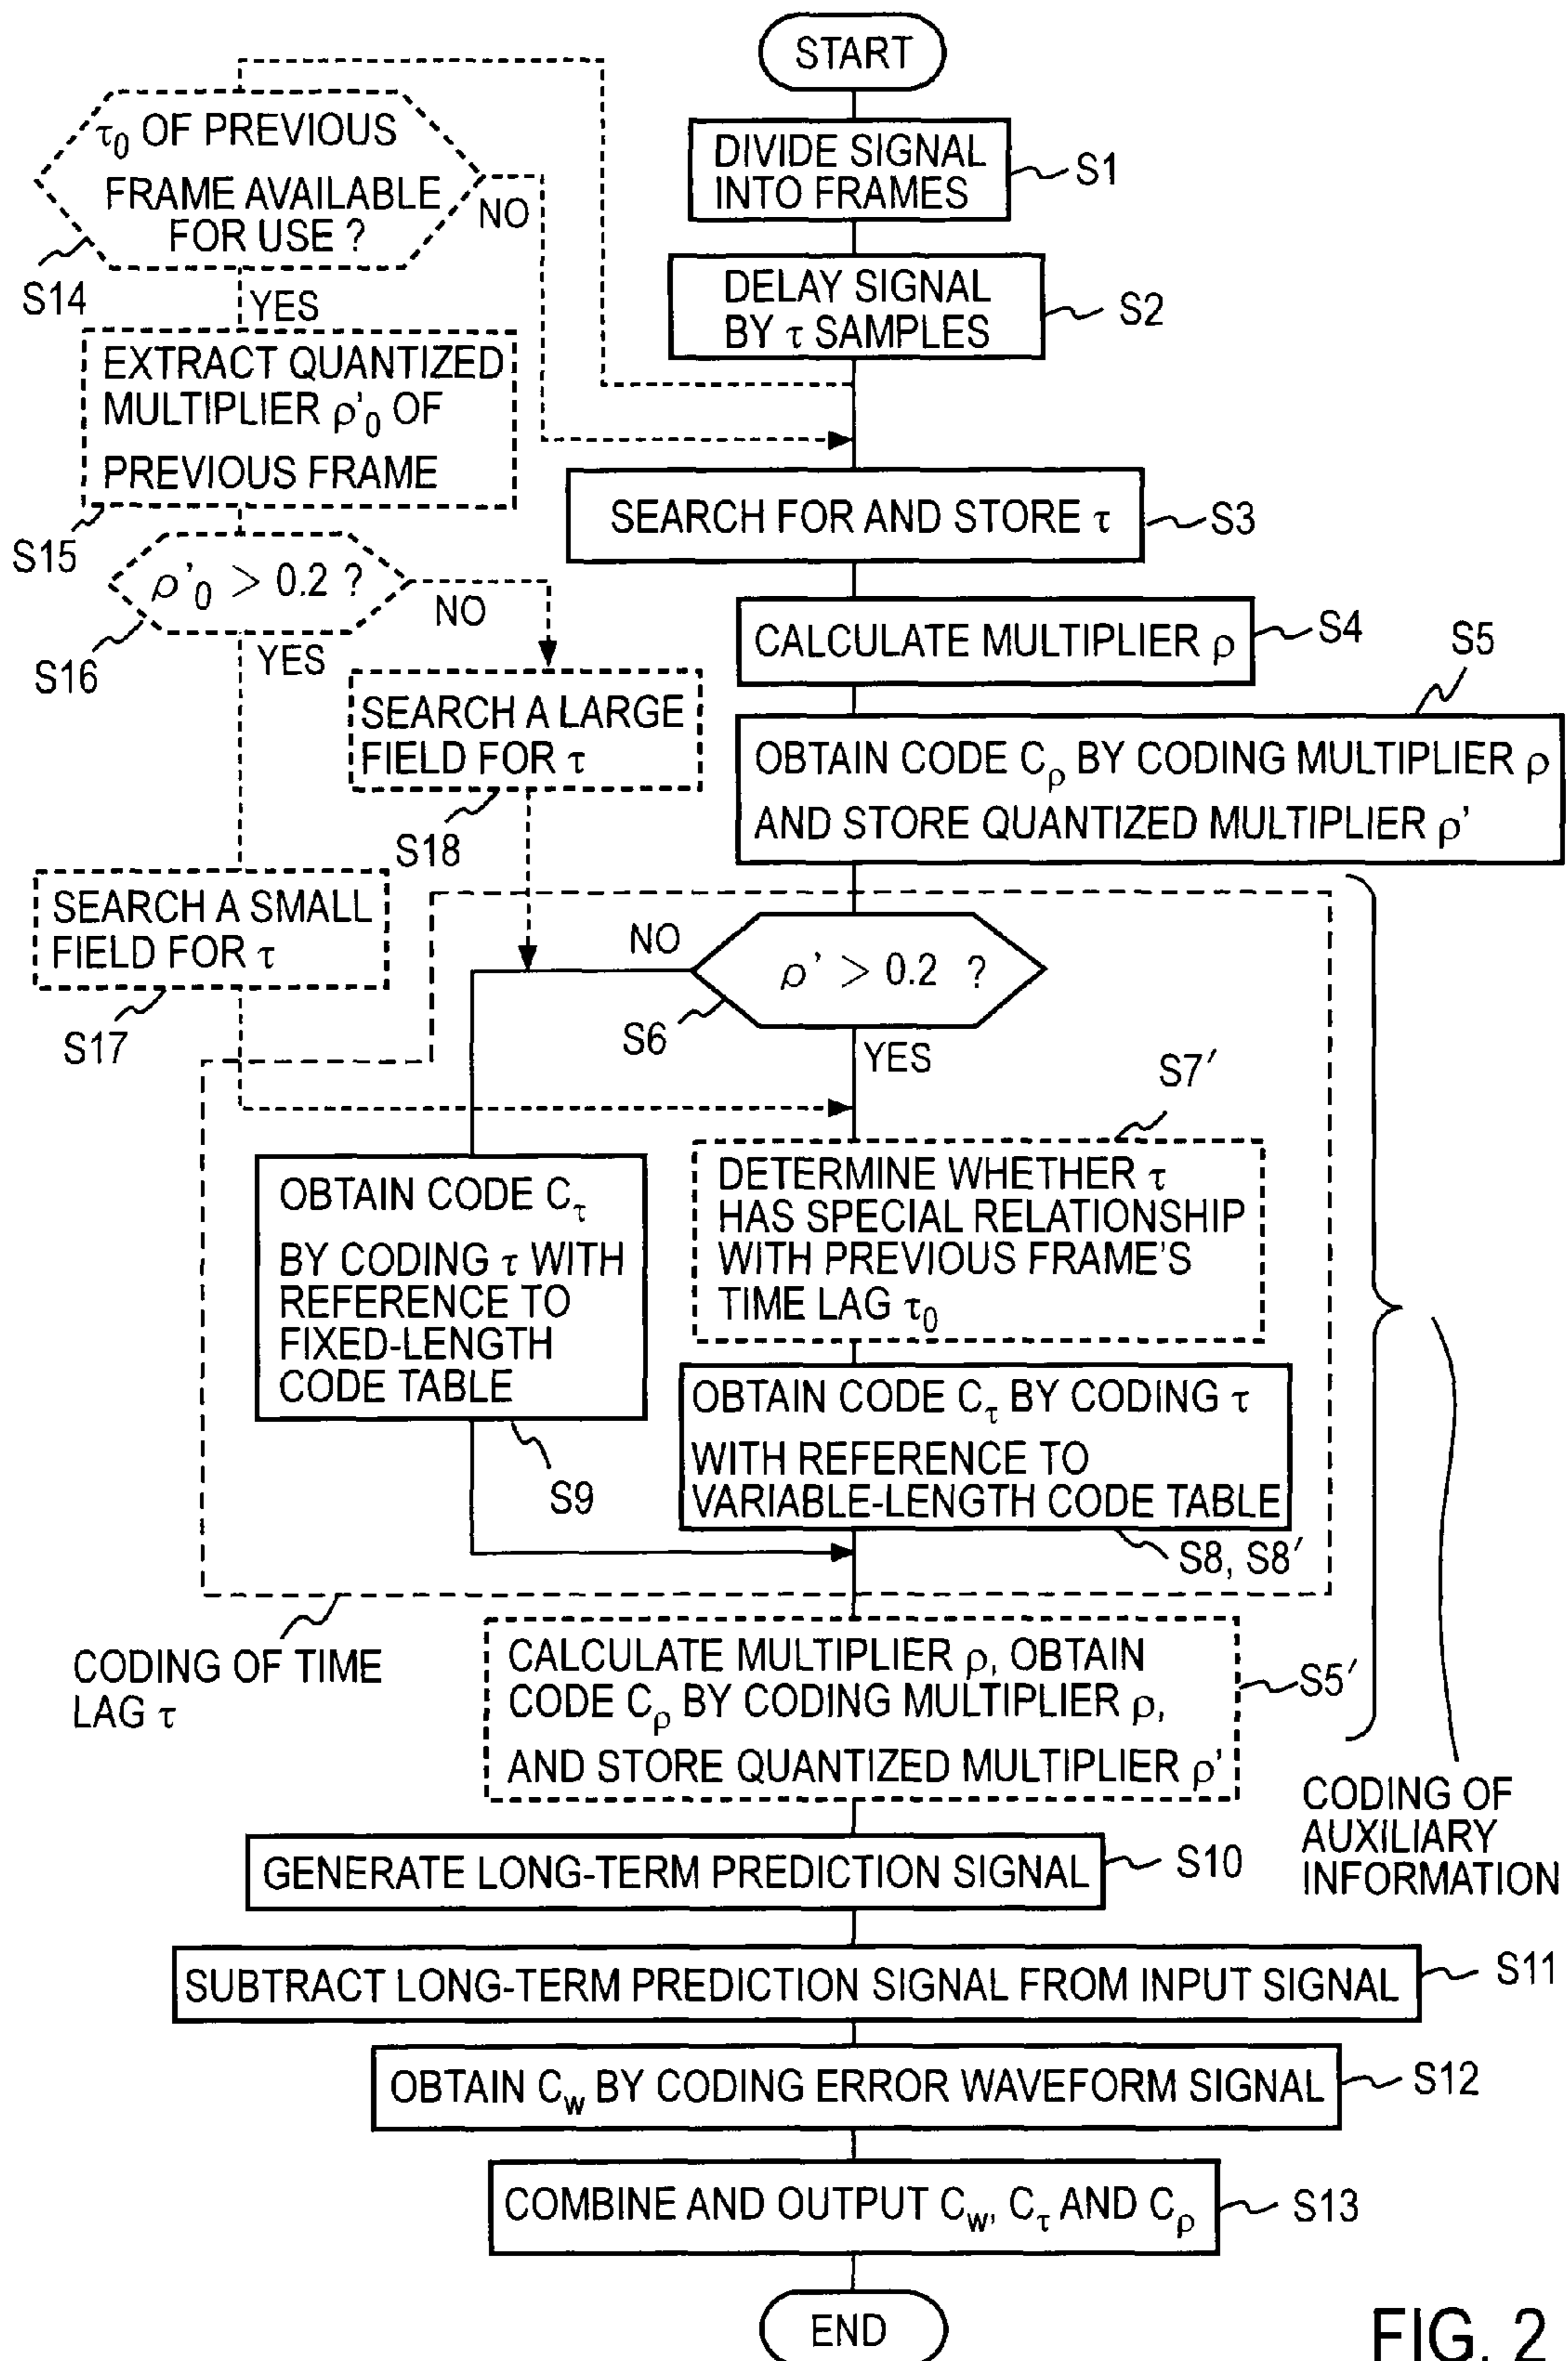 START
DIVIDE SIGNAL
INTO FRAMES
S1
DELAY SIGNAL
BY τ SAMPLES
S2
τ0 OF PREVIOUS
FRAME AVAILABLE
FOR USE ?
NO
S14
YES
EXTRACT QUANTIZED
MULTIPLIER ρ'0 OF
PREVIOUS FRAME
S15
SEARCH FOR AND STORE τ
S3
ρ'0 > 0.2 ?
NO
S16
YES
CALCULATE MULTIPLIER ρ
S4
S5
SEARCH A LARGE
FIELD FOR τ
S18
OBTAIN CODE Cρ BY CODING MULTIPLIER ρ
AND STORE QUANTIZED MULTIPLIER ρ'
SEARCH A SMALL
FIELD FOR τ
S17
NO
ρ' > 0.2 ?
S6
YES
S7′
OBTAIN CODE Cτ
BY CODING τ WITH
REFERENCE TO
FIXED-LENGTH
CODE TABLE
S9
DETERMINE WHETHER τ
HAS SPECIAL RELATIONSHIP
WITH PREVIOUS FRAME'S
TIME LAG τ0
OBTAIN CODE Cτ BY CODING τ
WITH REFERENCE TO
VARIABLE-LENGTH CODE TABLE
S8, S8′
CODING OF TIME
LAG τ
CALCULATE MULTIPLIER ρ, OBTAIN
CODE Cρ BY CODING MULTIPLIER ρ,
AND STORE QUANTIZED MULTIPLIER ρ'
S5′
CODING OF
AUXILIARY
INFORMATION
GENERATE LONG-TERM PREDICTION SIGNAL
S10
SUBTRACT LONG-TERM PREDICTION SIGNAL FROM INPUT SIGNAL
S11
OBTAIN Cw BY CODING ERROR WAVEFORM SIGNAL
S12
COMBINE AND OUTPUT Cw, Cτ AND Cρ
S13
END
FIG. 2